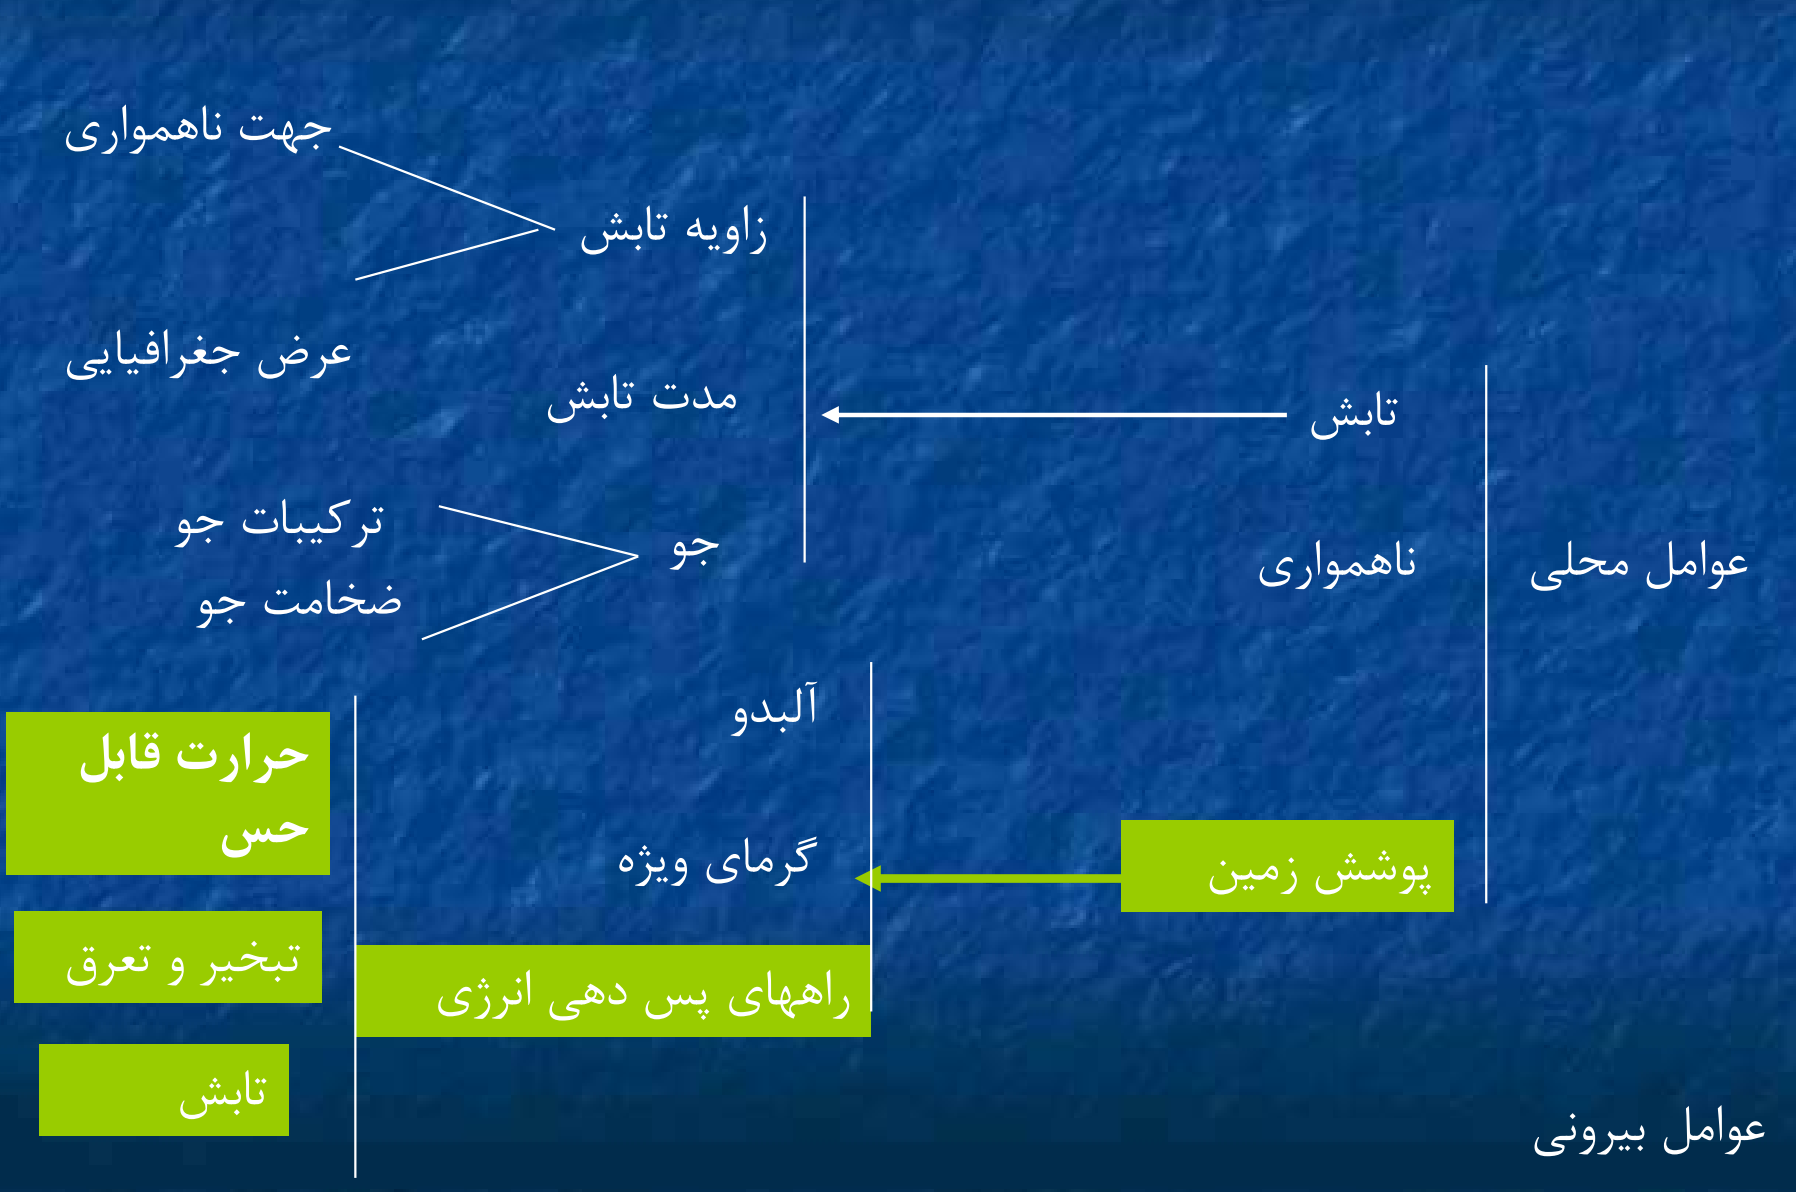 جهت ناهمواری
زاویه تابش
عرض جغرافیایی
مدت تابش
تابش
ترکیبات جو
جو
ناهمواری
عوامل محلی
ضخامت جو
آلبدو
حرارت قابل
حس
گرمای ویژه
پوشش زمین
تبخیر و تعرق
راههای پس دهی انرژی
تابش
عوامل بیرونی